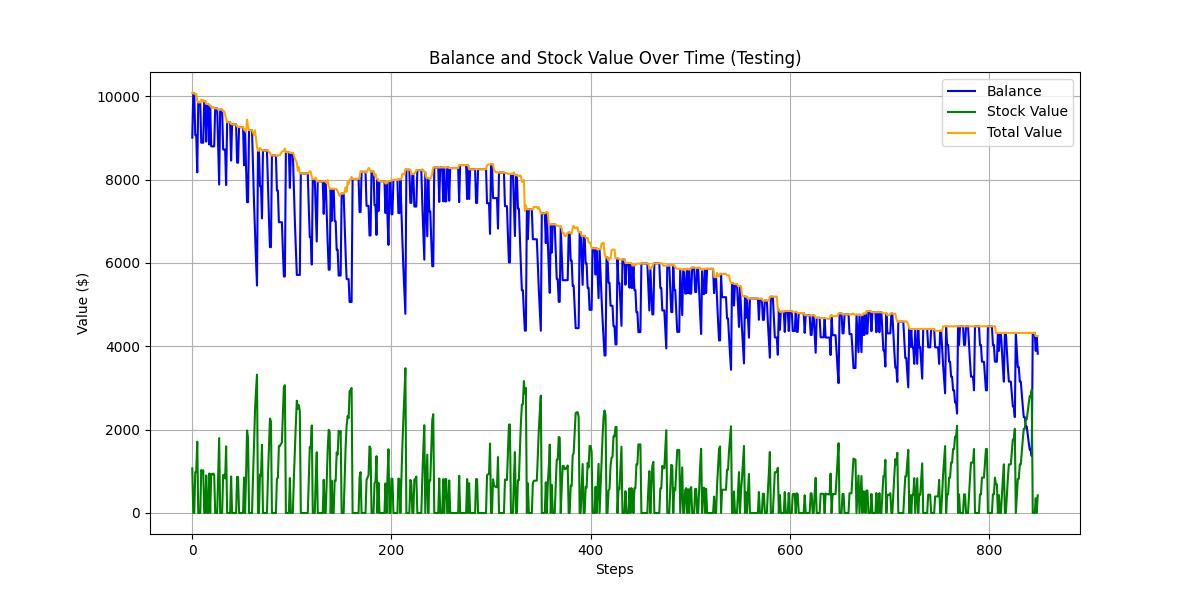 Balance and Stock Value Over Time (Testing)
Balance
Stock Value
Total Value
Value ($)
10000
8000
6000
4000
2000
0
0 200 400 600 800
Steps